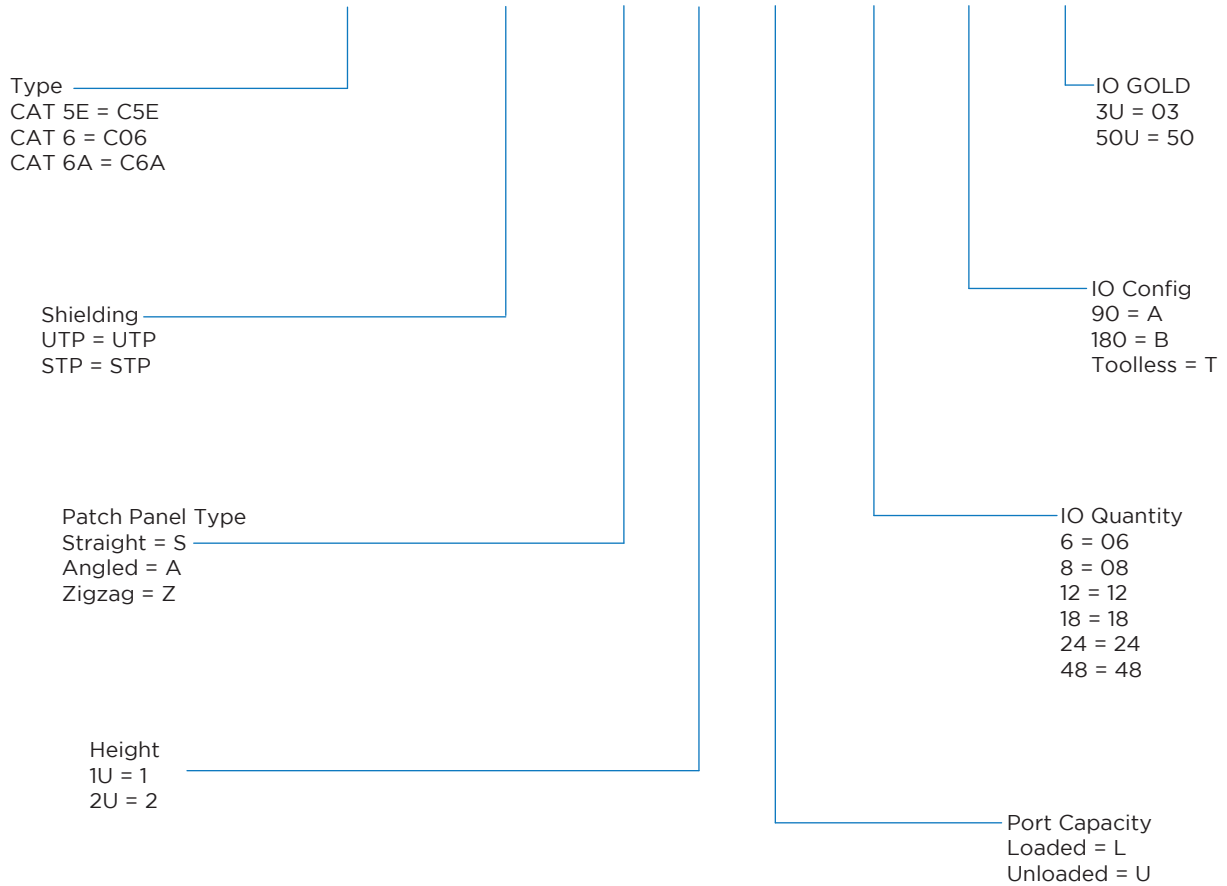 Type
CAT 5E = C5E
CAT 6 = C06
CAT 6A = C6A
IO GOLD
3U = 03
50U = 50
Shielding
UTP = UTP
STP = STP
IO Config
90 = A
180 = B
Toolless = T
Patch Panel Type
Straight = S
Angled = A
Zigzag = Z
IO Quantity
6 = 06
8 = 08
12 = 12
18 = 18
24 = 24
48 = 48
Height
1U = 1
2U = 2
Port Capacity
Loaded = L
Unloaded = U